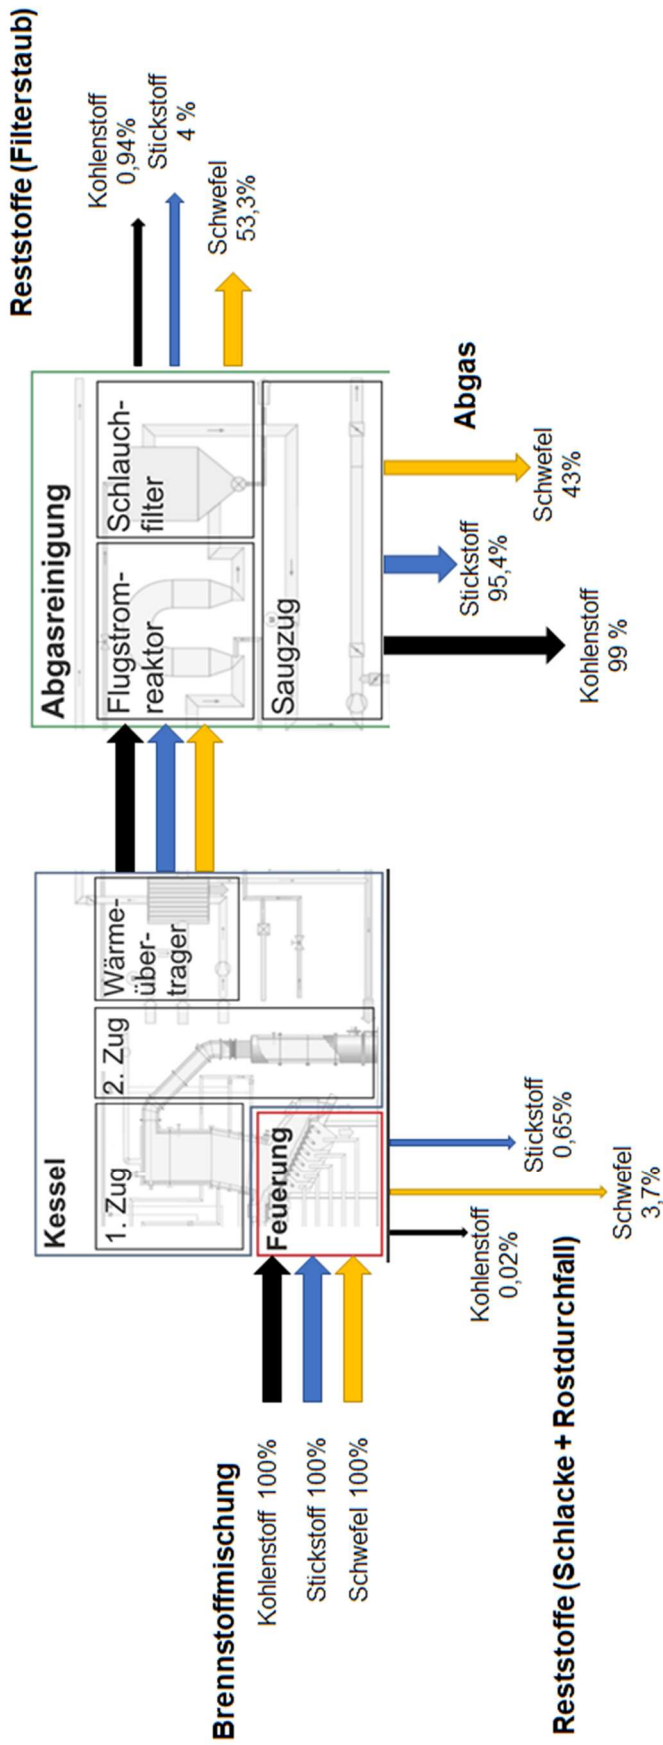 Brennstoffmischung
Kohlenstoff 100%
Stickstoff 100%
Schwefel 100%
Kessel
1. Zug
2. Zug
Wärme-
über-
trager
Feuerung
Kohlenstoff
0,02%
Schwefel
3,7%
Stickstoff
0,65%
Reststoffe (Schlacke + Rostdurchfall)
Abgasreinigung
Flugstrom-
reaktor
Schlauch-
filter
Saugzug
Reststoffe (Filterstaub)
Kohlenstoff
0,94%
Stickstoff
4 %
Schwefel
53,3%
Abgas
Kohlenstoff
99 %
Stickstoff
95,4%
Schwefel
43%